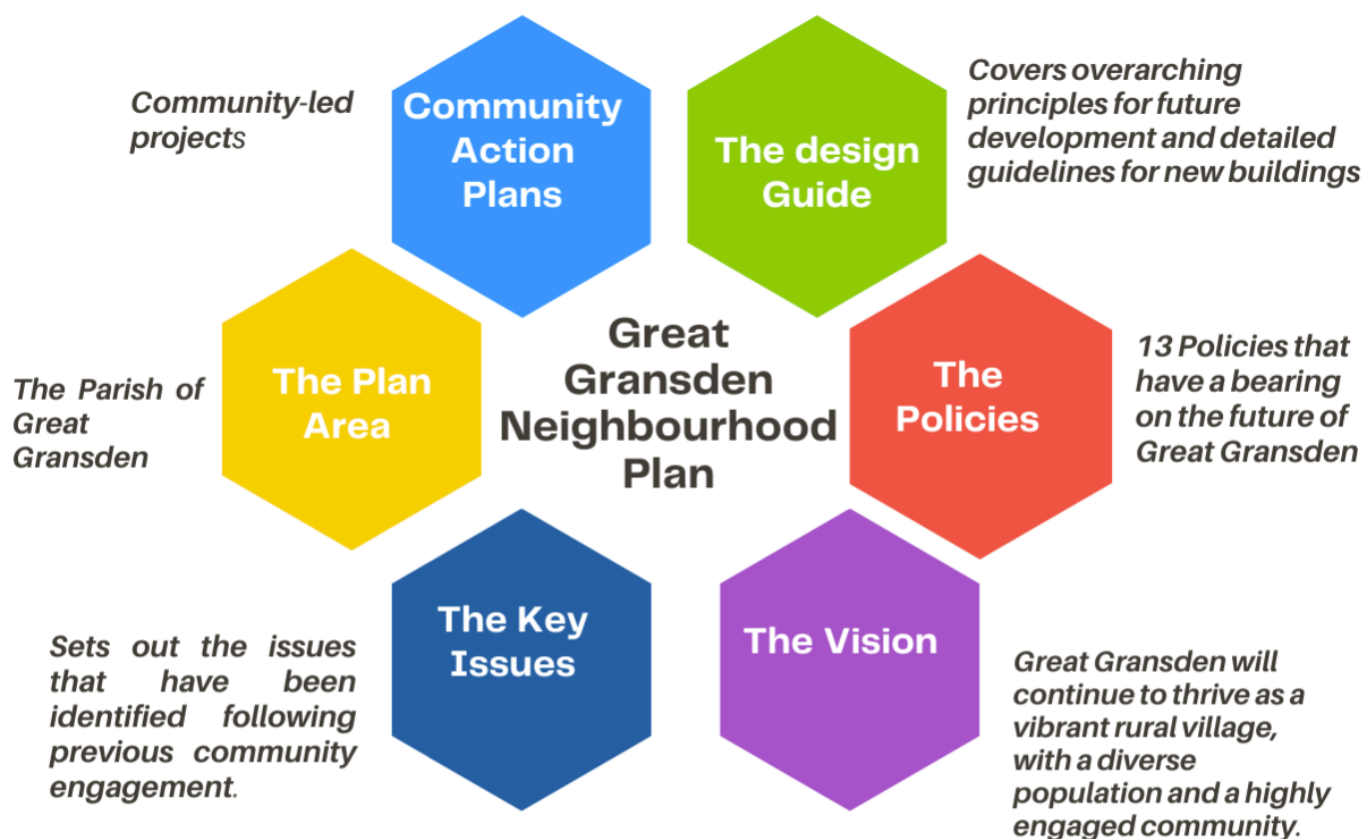 Community-led
projects
Community
Action
Plans
The design
Guide
Covers overarching
principles for future
development and detailed
guidelines for new buildings
The Parish of
Great
Gransden
The Plan
Area
Great
Gransden
Neighbourhood
Plan
The
Policies
13 Policies that
have a bearing
on the future of
Great Gransden
Sets out the issues
that have been
identified following
previous community
engagement.
The Key
Issues
The Vision
Great Gransden will
continue to thrive as a
vibrant rural village,
with a diverse
population and a highly
engaged community.